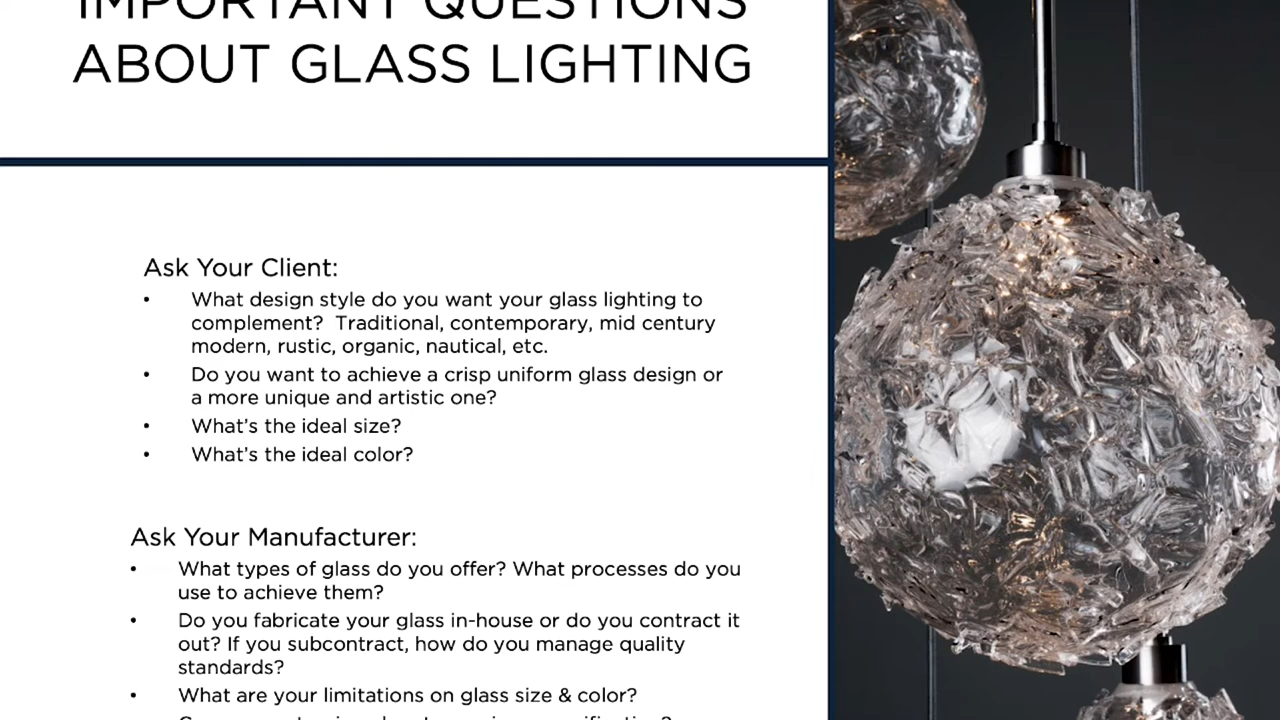 IMPORTANT QUESTIONS
ABOUT GLASS LIGHTING
Ask Your Client:
• What design style do you want your glass lighting to
complement? Traditional, contemporary, mid century
modern, rustic, organic, nautical, etc.
• Do you want to achieve a crisp uniform glass design or
a more unique and artistic one?
• What's the ideal size?
• What's the ideal color?
Ask Your Manufacturer:
• What types of glass do you offer? What processes do you
use to achieve them?
• Do you fabricate your glass in-house or do you contract it
out? If you subcontract, how do you manage quality
standards?
• What are your limitations on glass size & color?